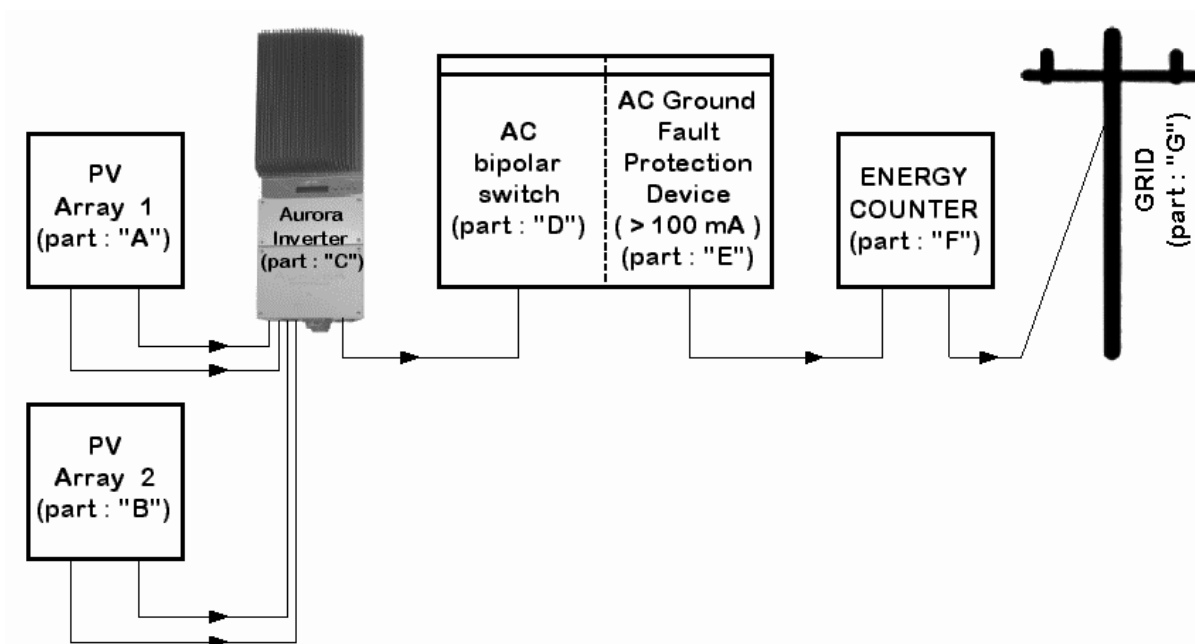 PV
Array 1
(part : "A")
Aurora
Inverter
(part : "C")
AC
bipolar
switch
(part : "D")
AC Ground
Fault
Protection
Device
( > 100 mA )
(part : "E")
ENERGY
COUNTER
(part : "F")
GRID
(part : "G")
PV
Array 2
(part : "B")